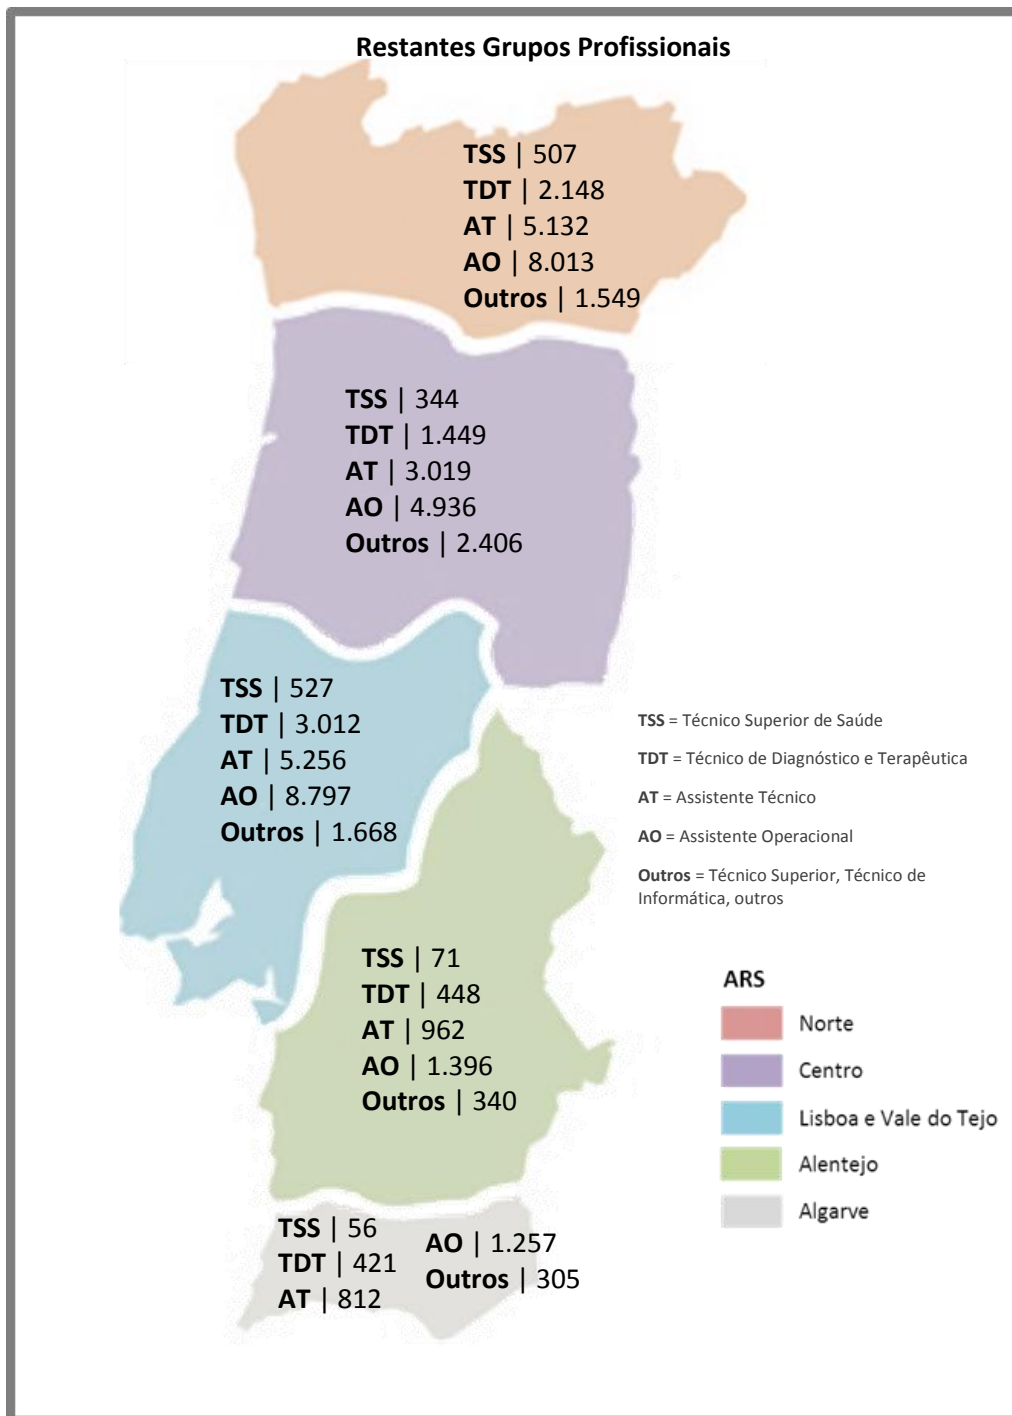 Restantes Grupos Profissionais
TSS | 507
TDT | 2.148
AT | 5.132
AO | 8.013
Outros | 1.549
TSS | 344
TDT | 1.449
AT | 3.019
AO | 4.936
Outros | 2.406
TSS | 527
TDT | 3.012
AT | 5.256
AO | 8.797
Outros | 1.668
TSS = Técnico Superior de Saúde
TDT = Técnico de Diagnóstico e Terapêutica
AT = Assistente Técnico
AO = Assistente Operacional
Outros = Técnico Superior, Técnico de
Informática, outros
TSS | 71
TDT | 448
AT | 962
AO | 1.396
Outros | 340
ARS
Norte
Centro
Lisboa e Vale do Tejo
Alentejo
Algarve
TSS | 56
TDT | 421
AT | 812
AO | 1.257
Outros | 305